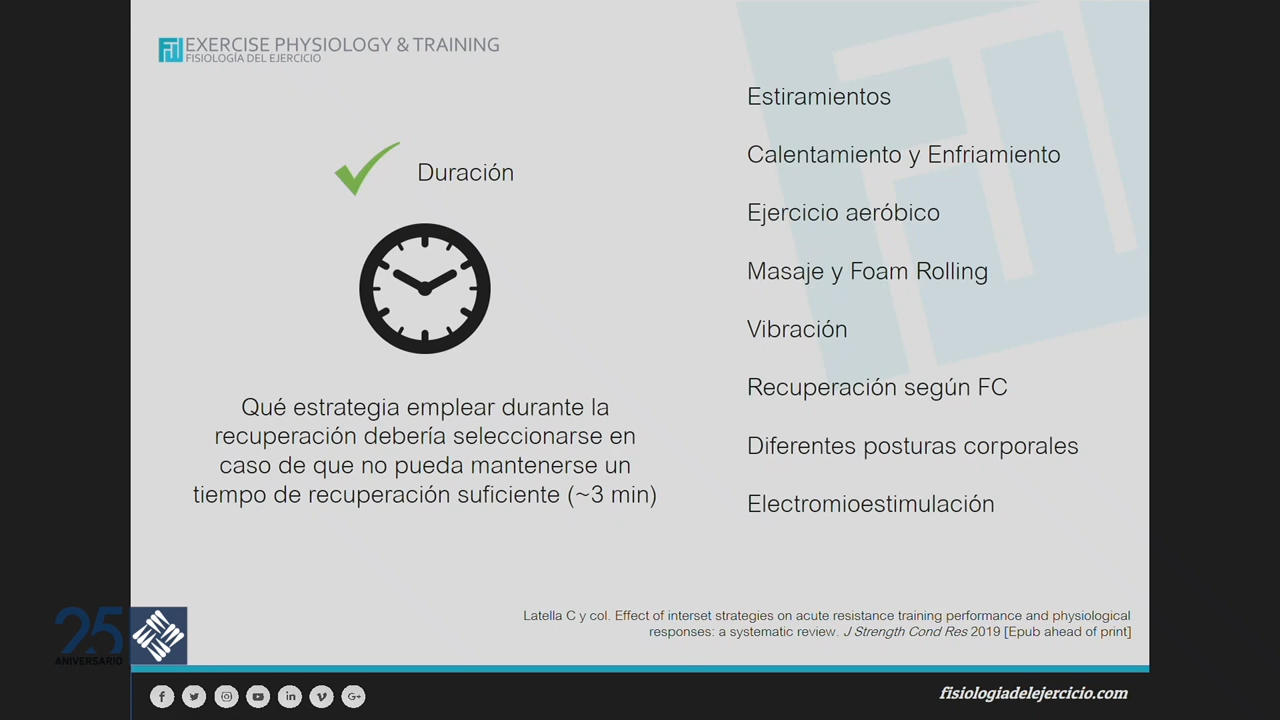 EXERCISE PHYSIOLOGY & TRAINING
FISIOLOGÍA DEL EJERCICIO
Duración
Qué estrategia emplear durante la
recuperación debería seleccionarse en
caso de que no pueda mantenerse un
tiempo de recuperación suficiente (~3 min)
Estiramientos
Calentamiento y Enfriamiento
Ejercicio aeróbico
Masaje y Foam Rolling
Vibración
Recuperación según FC
Diferentes posturas corporales
Electromioestimulación
Latella C y col. Effect of interset strategies on acute resistance training performance and physiological
responses: a systematic review. J Strength Cond Res 2019 [Epub ahead of print]
25
ANIVERSARIO
fisiologiadelejercicio.com